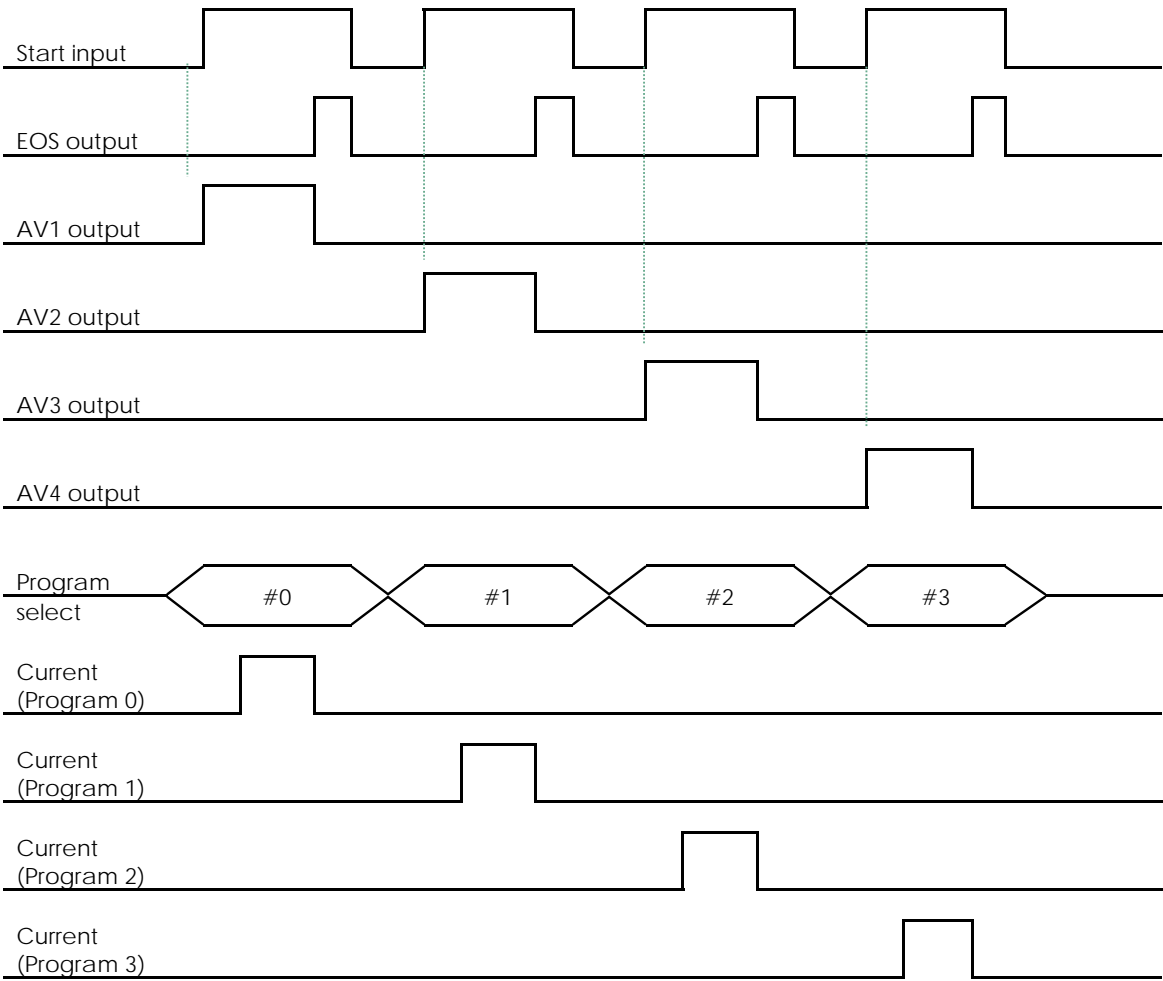 Start input
EOS output
AV1 output
AV2 output
AV3 output
AV4 output
Program
select
#0
#1
#2
#3
Current
(Program 0)
Current
(Program 1)
Current
(Program 2)
Current
(Program 3)